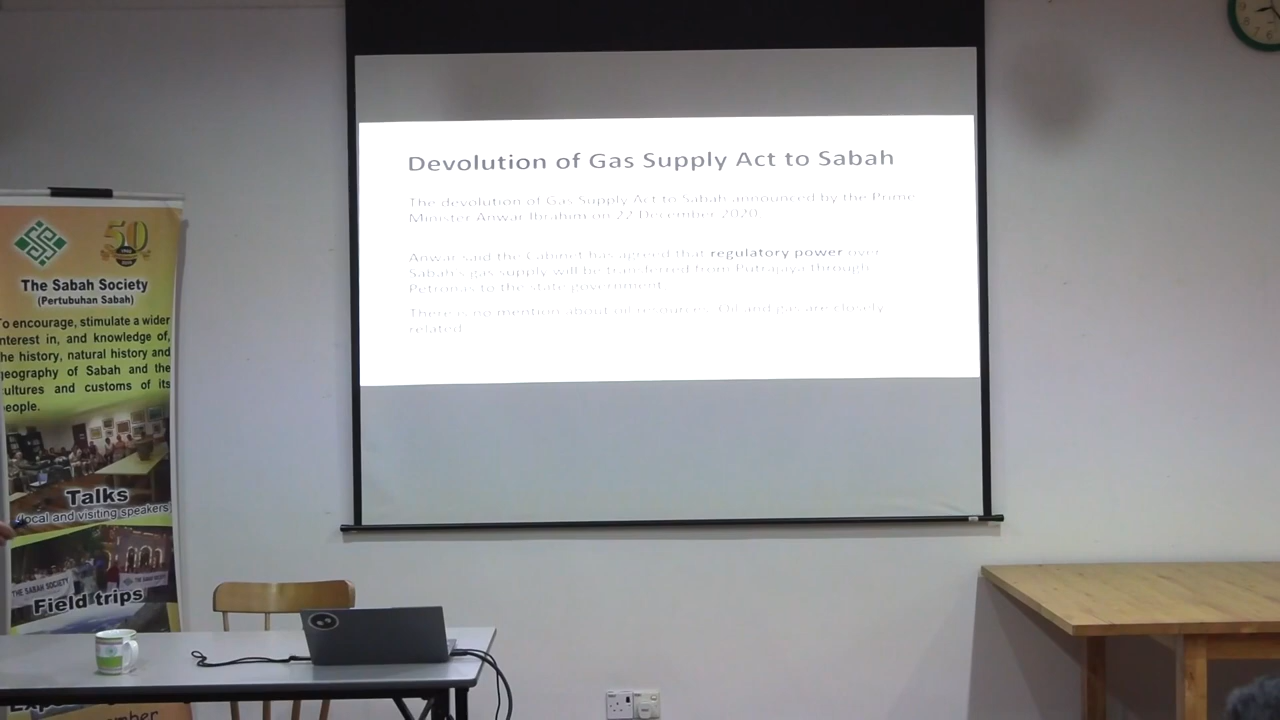 Devolution of Gas Supply Act to Sabah
The devolution of Gas Supply Act to Sabah announced by the Prime
Minister Anwar Ibrahim on 22 December 2020.
Anwar said the Cabinet has agreed that regulatory power over
Sabah's gas supply will be transferred from Putrajaya through
Petronas to the state government.
There is no mention about oil resources. Oil and gas are closely
related.
50
The Sabah Society
(Pertubuhan Sabah)
To encourage, stimulate a wider
interest in, and knowledge of,
the history, natural history and
geography of Sabah and the
cultures and customs of its
people.
Talks
(local and visiting speakers)
THE SABAH SOCIETY
Field trips